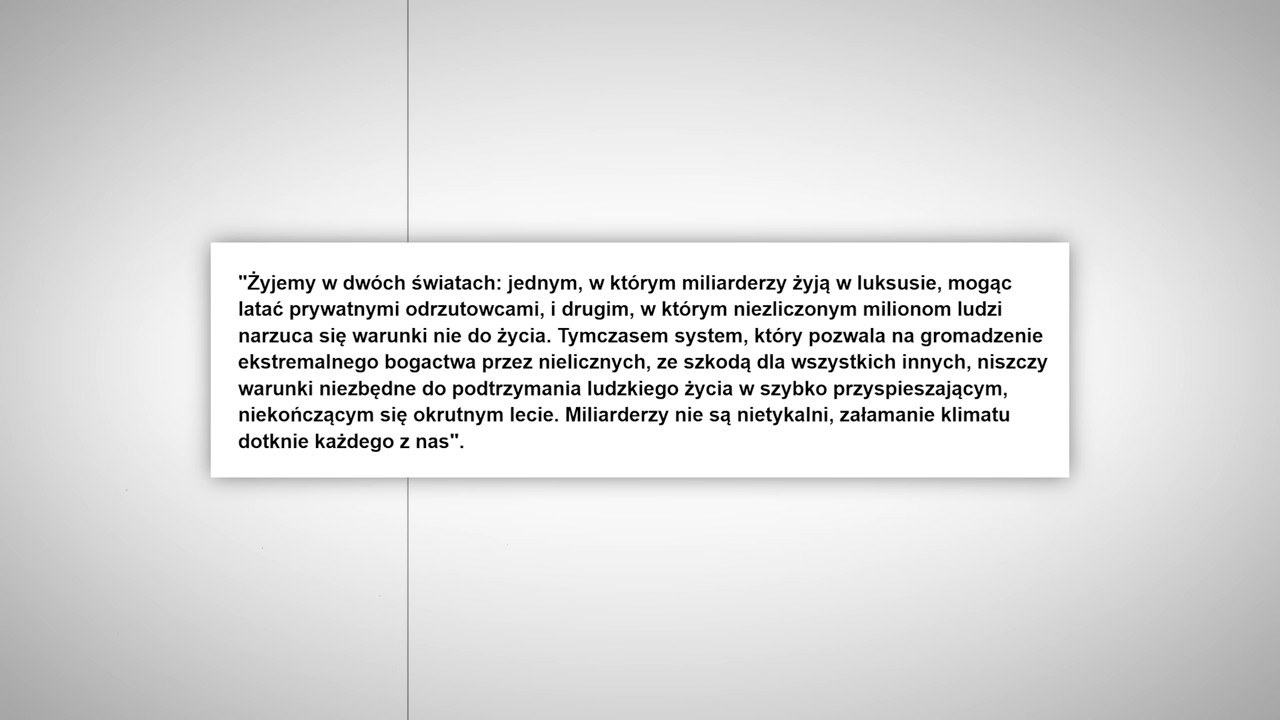 "Żyjemy w dwóch światach: jednym, w którym miliarderzy żyją w luksusie, mogąc
latać prywatnymi odrzutowcami, i drugim, w którym niezliczonym milionom ludzi
narzuca się warunki nie do życia. Tymczasem system, który pozwala na gromadzenie
ekstremalnego bogactwa przez nielicznych, ze szkodą dla wszystkich innych, niszczy
warunki niezbędne do podtrzymania ludzkiego życia w szybko przyspieszającym,
niekończącym się okrutnym lecie. Miliarderzy nie są nietykalni, załamanie klimatu
dotknie każdego z nas".